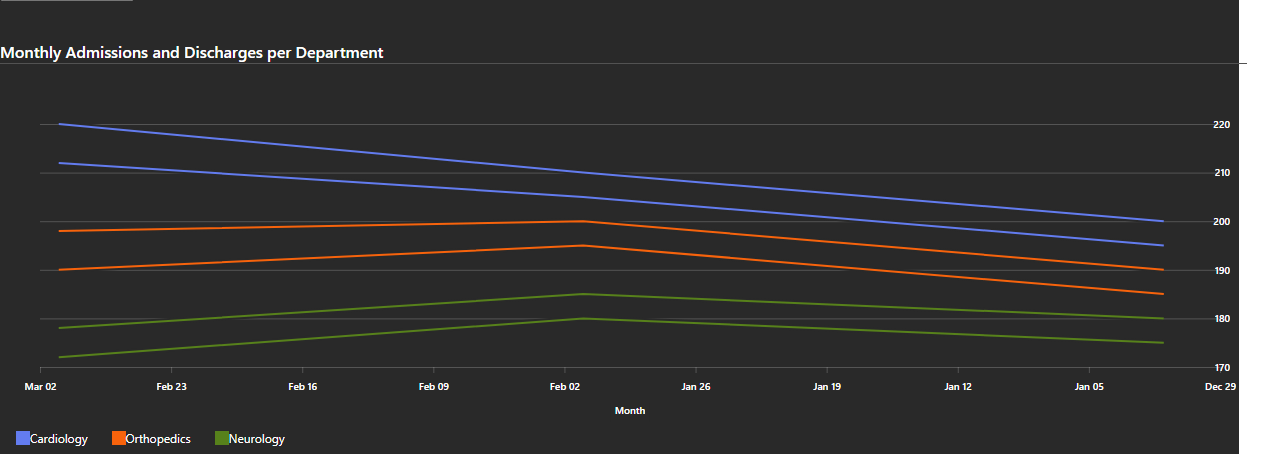 Monthly Admissions and Discharges per Department
220
210
200
190
180
170
Mar 02 Feb 23 Feb 16 Feb 09 Feb 02 Jan 26 Jan 19 Jan 12 Jan 05 Dec 29
Month
Cardiology Orthopedics Neurology